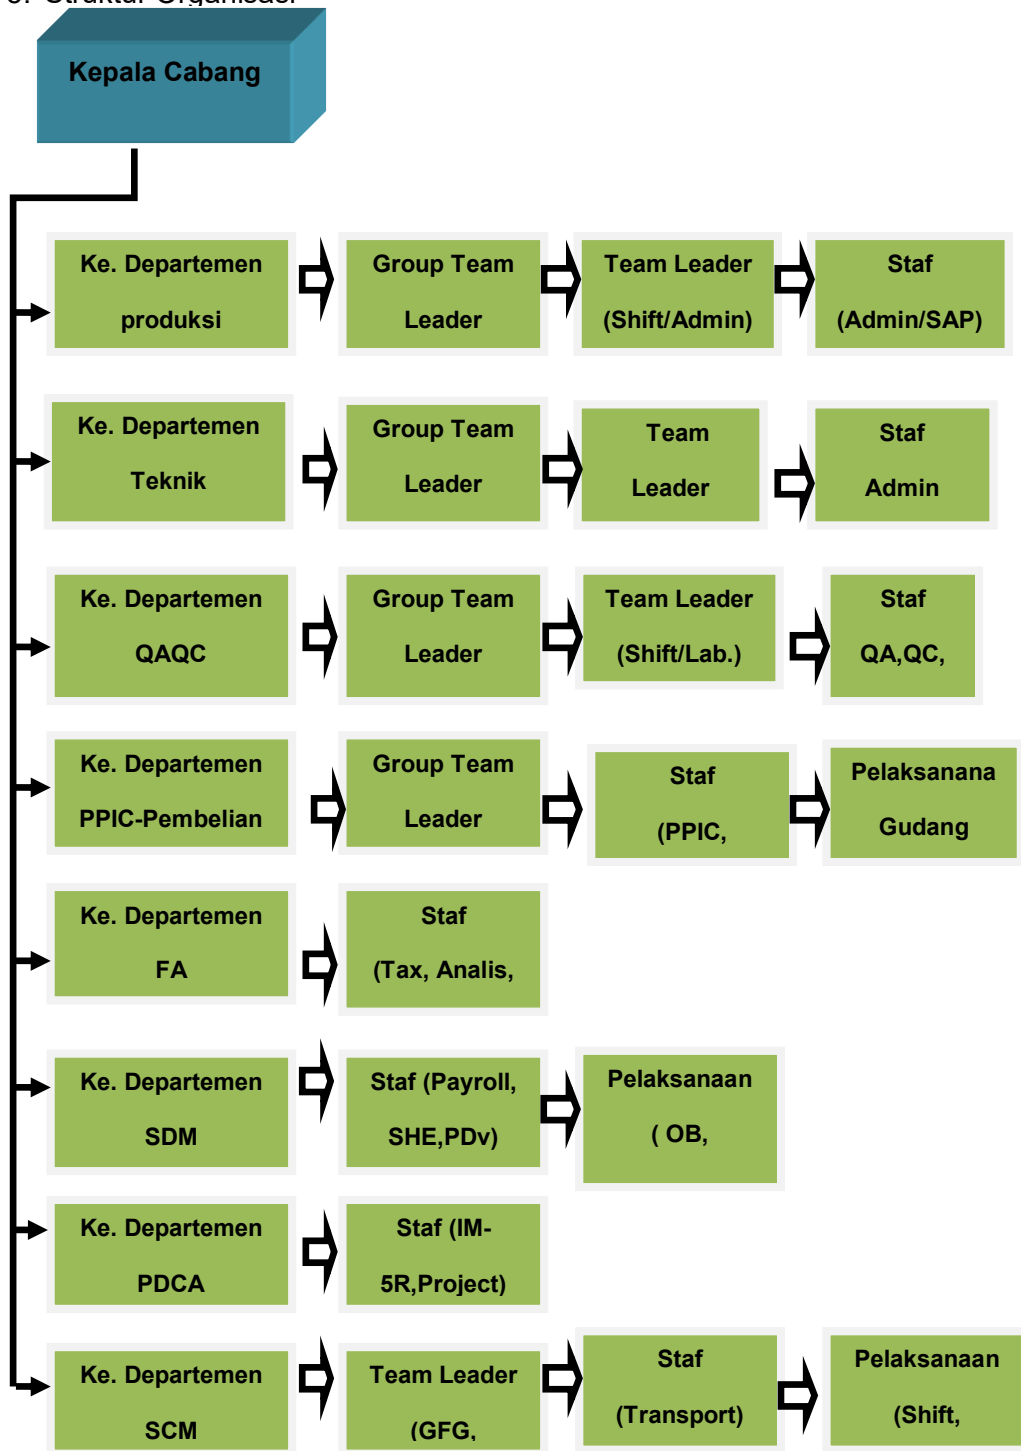 Struktur Organisasi
Kepala Cabang
Ke. Departemen
produksi
Group Team
Leader
Team Leader
(Shift/Admin)
Staf
(Admin/SAP)
Ke. Departemen
Teknik
Group Team
Leader
Team
Leader
Staf
Admin
Ke. Departemen
QAQC
Group Team
Leader
Team Leader
(Shift/Lab.)
Staf
QA,QC,
Ke. Departemen
PPIC-Pembelian
Group Team
Leader
Staf
(PPIC,
Pelaksanana
Gudang
Ke. Departemen
FA
Staf
(Tax, Analis,
Ke. Departemen
SDM
Staf (Payroll,
SHE,PDv)
Pelaksanaan
( OB,
Ke. Departemen
PDCA
Staf (IM-
5R,Project)
Ke. Departemen
SCM
Team Leader
(GFG,
Staf
(Transport)
Pelaksanaan
(Shift,